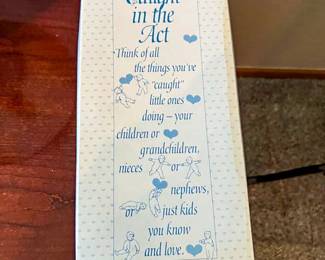 Caught
in the
Act
Think of all
the things you've
"caught"
little ones
doing – your
children or
grandchildren,
nieces or
nephews,
or just kids
you know
and love.